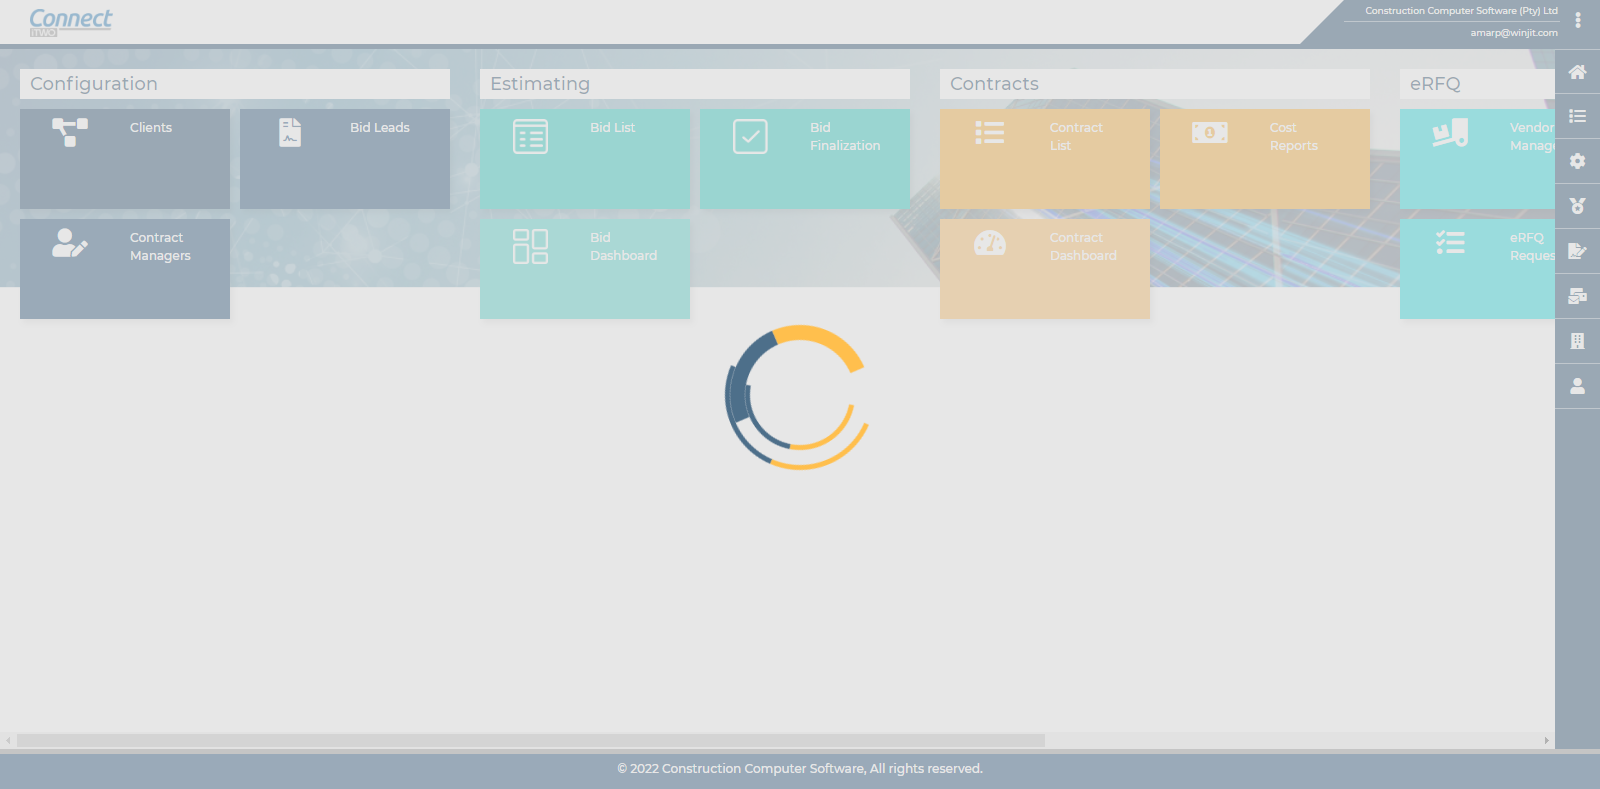 Connect
iTWO
Construction Computer Software (Pty) Ltd
amarp@winjit.com
Configuration
Clients
Bid Leads
Contract
Managers
Estimating
Bid List
Bid
Finalization
Bid
Dashboard
Contracts
Contract
List
Cost
Reports
Contract
Dashboard
eRFQ
Vendor
Manage
eRFQ
Reques
© 2022 Construction Computer Software, All rights reserved.